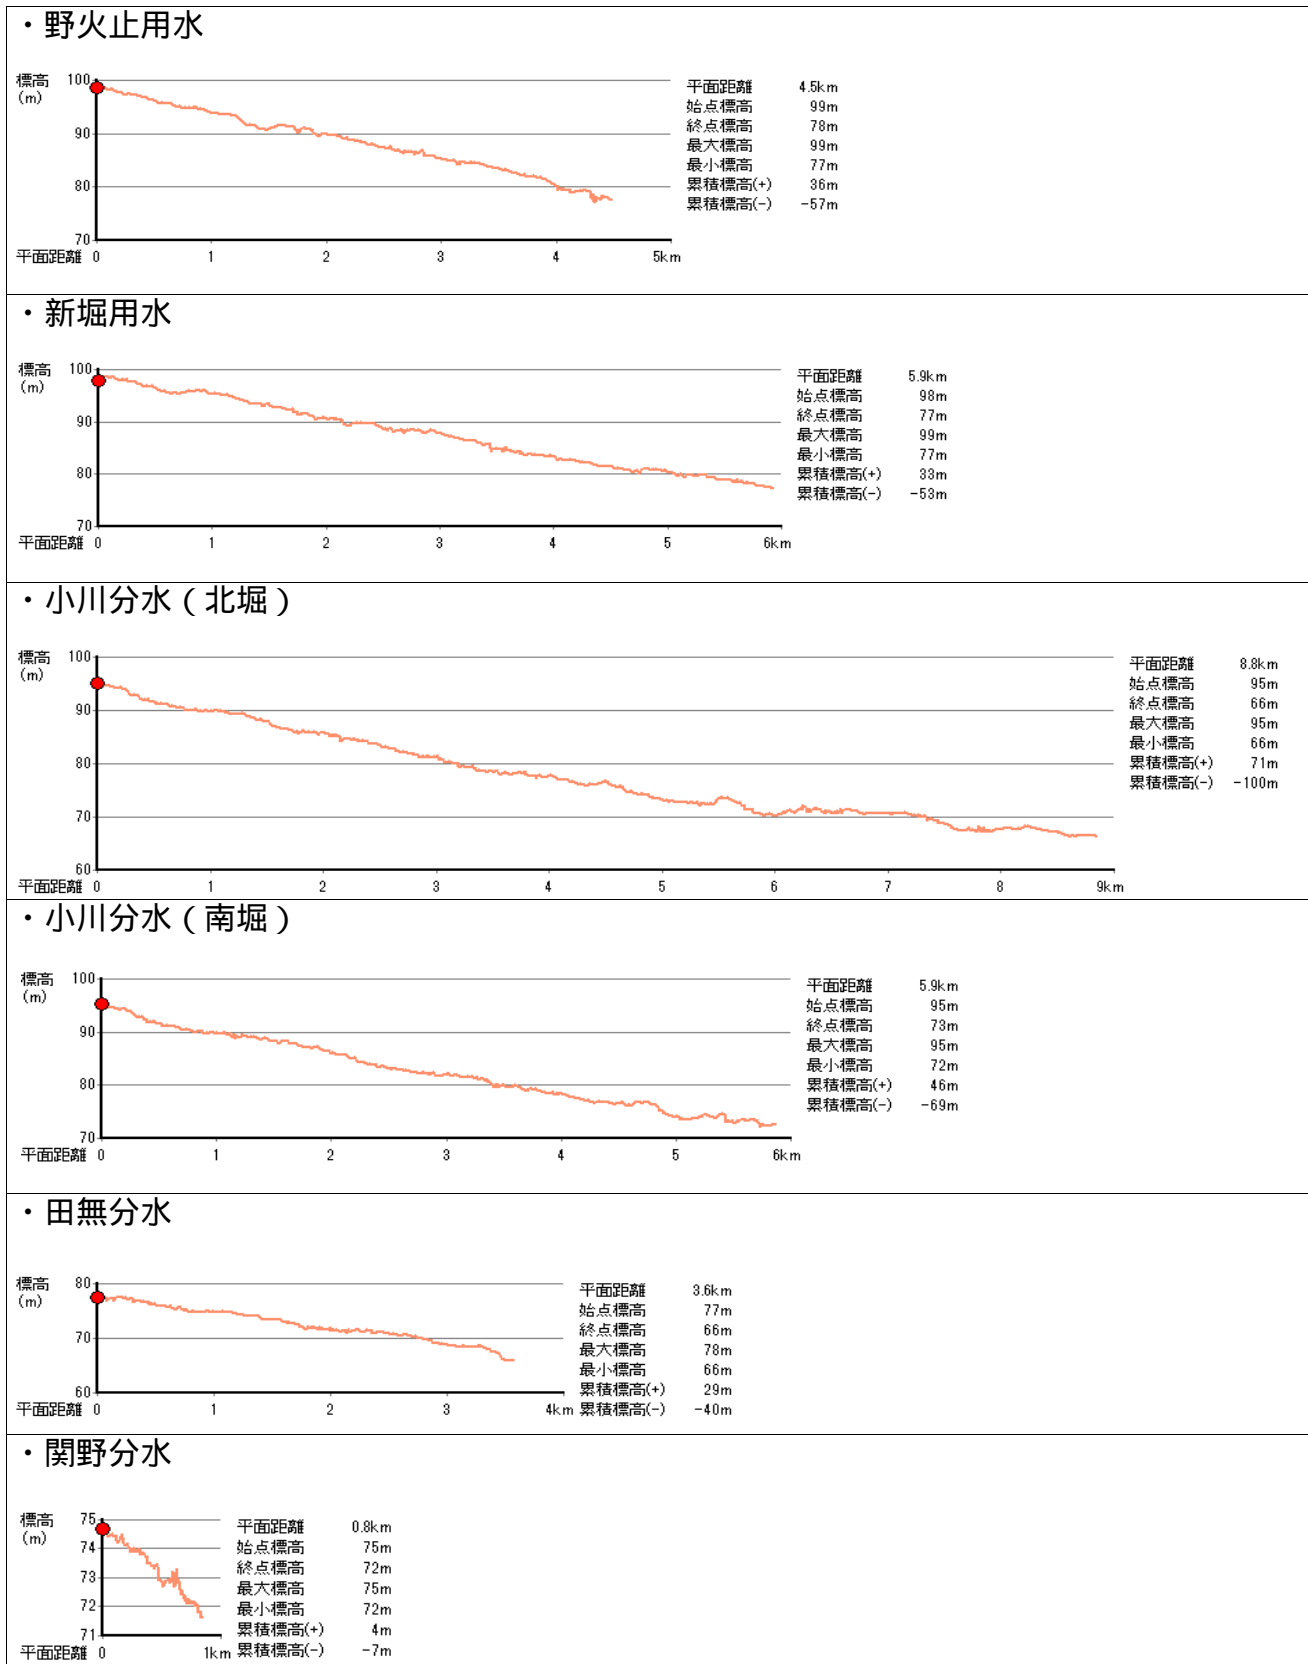 ・野火止用水
標高
(m)
100
90
80
70
平面距離 0 1 2 3 4 5km
平面距離 4.5km
始点標高 99m
終点標高 78m
最大標高 99m
最小標高 77m
累積標高(+) 36m
累積標高(-) -57m
・新堀用水
標高
(m)
100
90
80
70
平面距離 0 1 2 3 4 5 6km
平面距離 5.9km
始点標高 98m
終点標高 77m
最大標高 99m
最小標高 77m
累積標高(+) 33m
累積標高(-) -53m
・小川分水（北堀）
標高
(m)
100
90
80
70
60
平面距離 0 1 2 3 4 5 6 7 8 9km
平面距離 8.8km
始点標高 95m
終点標高 66m
最大標高 95m
最小標高 66m
累積標高(+) 71m
累積標高(-) -100m
・小川分水（南堀）
標高
(m)
100
90
80
70
平面距離 0 1 2 3 4 5 6km
平面距離 5.9km
始点標高 95m
終点標高 73m
最大標高 95m
最小標高 72m
累積標高(+) 46m
累積標高(-) -69m
・田無分水
標高
(m)
80
70
60
平面距離 0 1 2 3 4km
平面距離 3.6km
始点標高 77m
終点標高 66m
最大標高 78m
最小標高 66m
累積標高(+) 29m
累積標高(-) -40m
・関野分水
標高
(m)
75
74
73
72
71
平面距離 0 1km
平面距離 0.8km
始点標高 75m
終点標高 72m
最大標高 75m
最小標高 72m
累積標高(+) 4m
累積標高(-) -7m